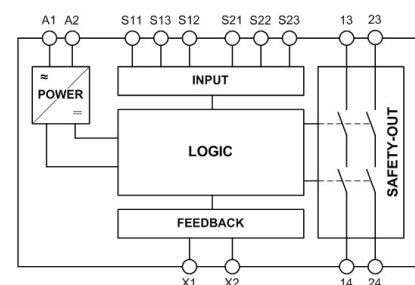 A1 A2 S11 S13 S12 S21 S22 S23 13 23
INPUT
POWER
LOGIC
SAFETY-OUT
FEEDBACK
X1 X2 14 24